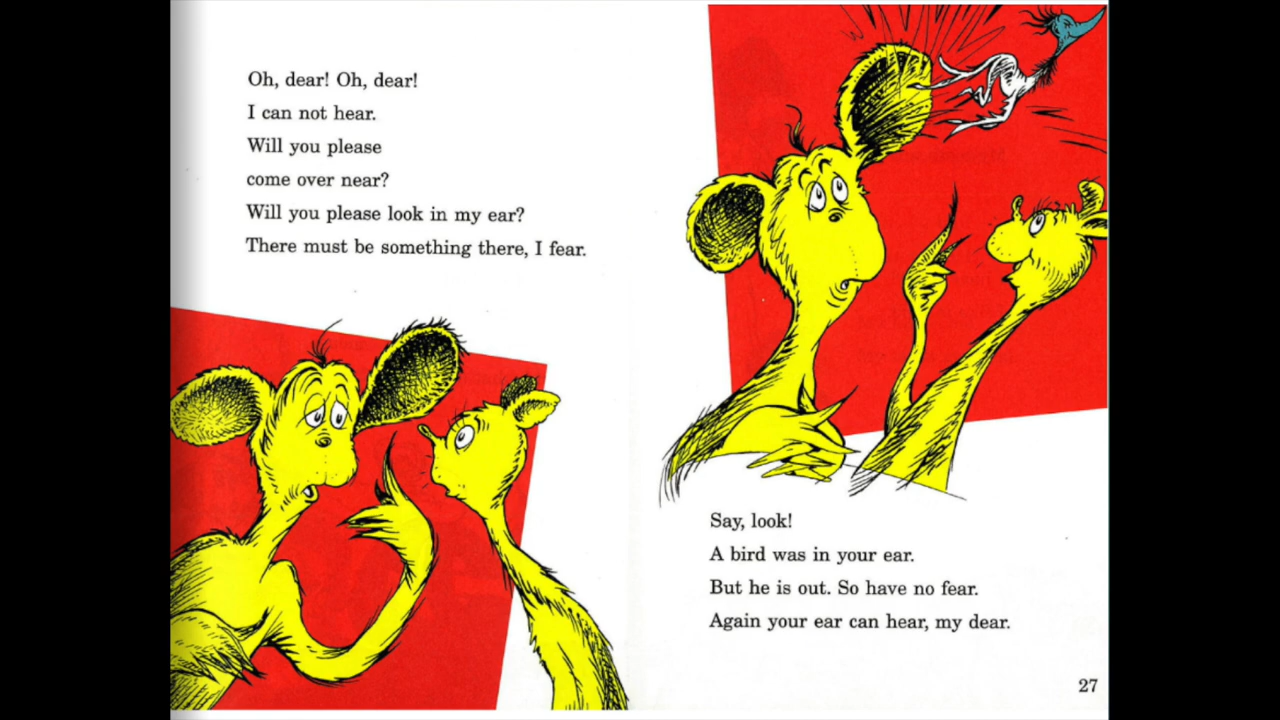 Oh, dear! Oh, dear!
I can not hear.
Will you please
come over near?
Will you please look in my ear?
There must be something there, I fear.
Say, look!
A bird was in your ear.
But he is out. So have no fear.
Again your ear can hear, my dear.
27